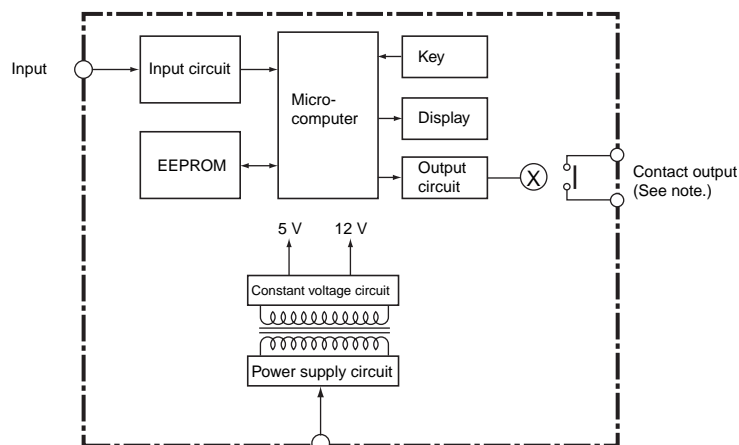 Input
Input circuit
Micro-
computer
Key
Display
EEPROM
Output
circuit
X
Contact output
(See note.)
5 V
12 V
Constant voltage circuit
Power supply circuit